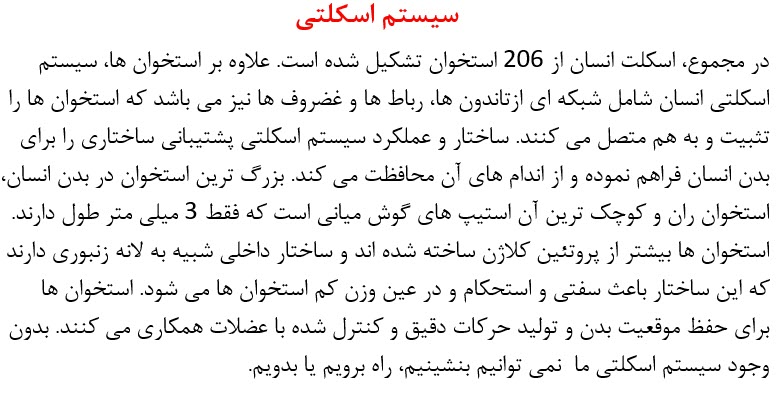 سیستم اسکلتی
در مجموع، اسکلت انسان از 206 استخوان تشکیل شده است. علاوه بر استخوان ها، سیستم
اسکلتی انسان شامل شبکه ای ازتاندون ها، رباط ها و غضروف ها نیز می باشد که استخوان ها را
تثبیت و به هم متصل می کنند. ساختار و عملکرد سیستم اسکلتی پشتیبانی ساختاری را برای
بدن انسان فراهم نموده و از اندام های آن محافظت می کند. بزرگ ترین استخوان در بدن انسان،
استخوان ران و کوچک ترین آن استیپ های گوش میانی است که فقط 3 میلی متر طول دارند.
استخوان ها بیشتر از پروتئین کلاژن ساخته شده اند و ساختار داخلی شبیه به لانه زنبوری دارند
که این ساختار باعث سفتی و استحکام و در عین وزن کم استخوان ها می شود. استخوان ها
برای حفظ موقعیت بدن و تولید حرکات دقیق و کنترل شده با عضلات همکاری می کنند. بدون
وجود سیستم اسکلتی ما نمی توانیم بنشینیم، راه برویم یا بدویم.